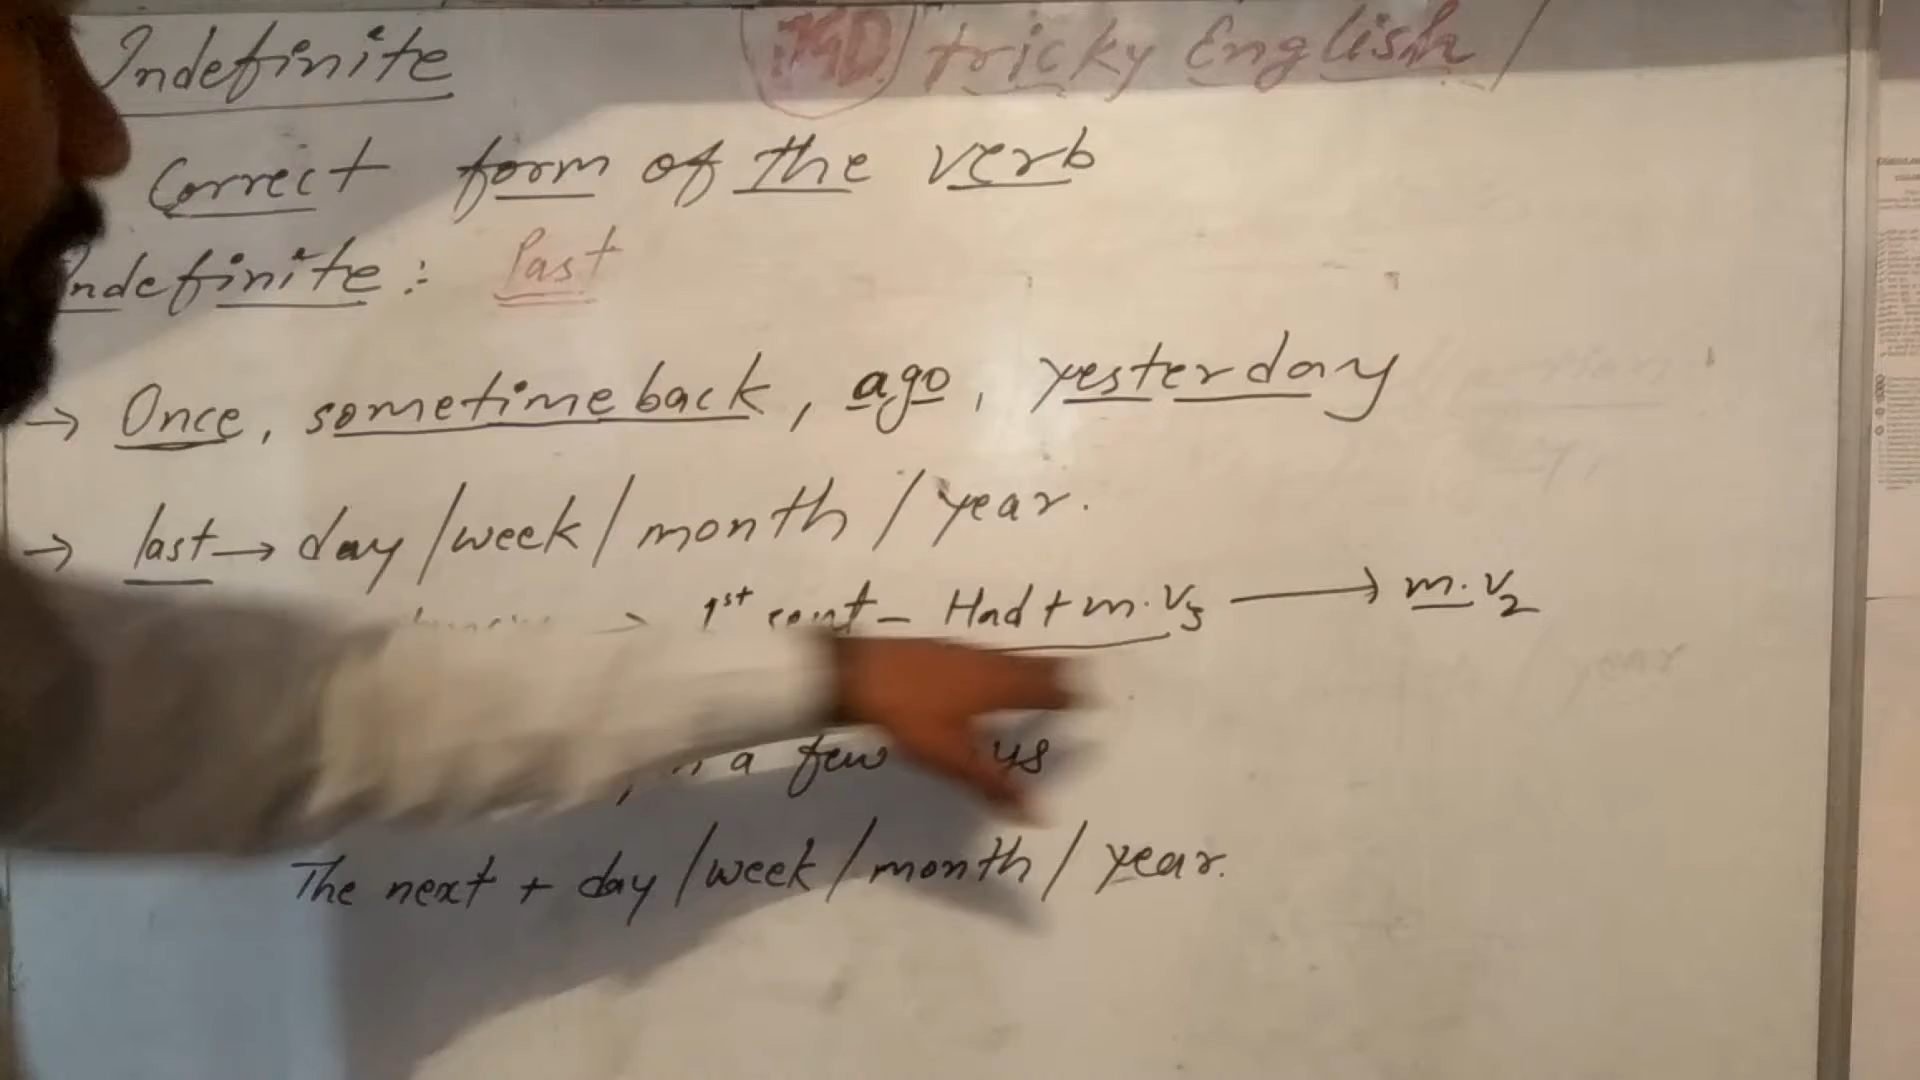 Indefinite
tricky English
Correct form of the verb
Indefinite : Past
→ Once, sometime back, ago, yesterday
→ last → day / week / month / year.
→ 1st sent - Had + m.v3 → m.v2
a few
The next + day / week / month / year.